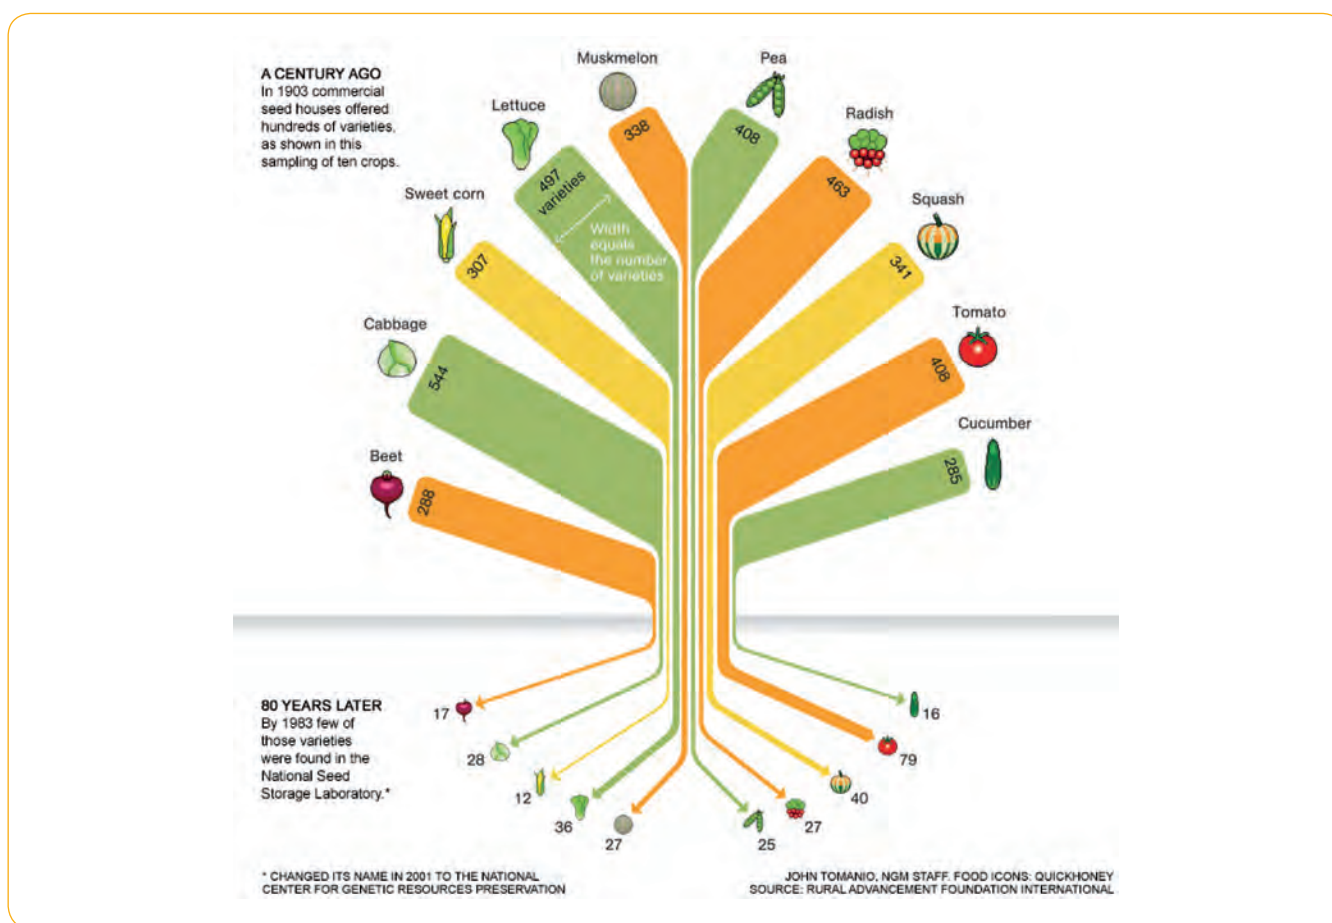 A CENTURY AGO
In 1903 commercial
seed houses offered
hundreds of varieties,
as shown in this
sampling of ten crops.
Muskmelon
338
Pea
408
Lettuce
497
varieties
Width
equals
the number
of varieties
Radish
463
Sweet corn
307
Squash
341
Cabbage
544
Tomato
408
Beet
288
Cucumber
285
80 YEARS LATER
By 1983 few of
those varieties
were found in the
National Seed
Storage Laboratory.*
17
28
12
36
27
25
27
40
79
16
* CHANGED ITS NAME IN 2001 TO THE NATIONAL
CENTER FOR GENETIC RESOURCES PRESERVATION
JOHN TOMANIO, NGM STAFF. FOOD ICONS: QUICKHONEY
SOURCE: RURAL ADVANCEMENT FOUNDATION INTERNATIONAL